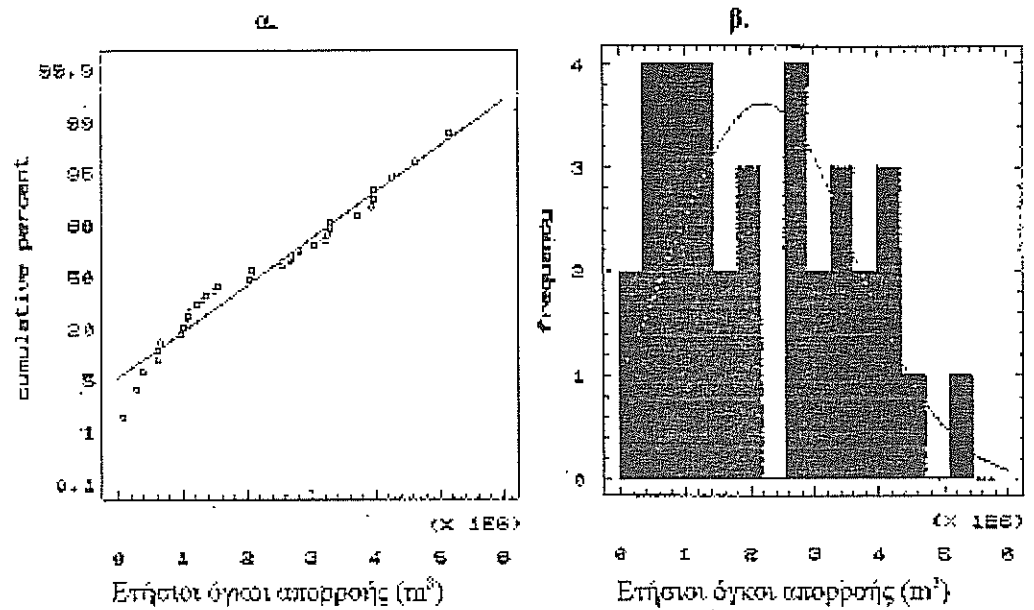 α.
99,9
99
95
80
50
20
5
1
0,1
cumulative percent
(X 1E6)
0 1 2 3 4 5 6
Ετήσιοι όγκοι απορροής (m³)
β.
4
3
2
1
0
frequency
(X 1E6)
0 1 2 3 4 5 6
Ετήσιοι όγκοι απορροής (m³)